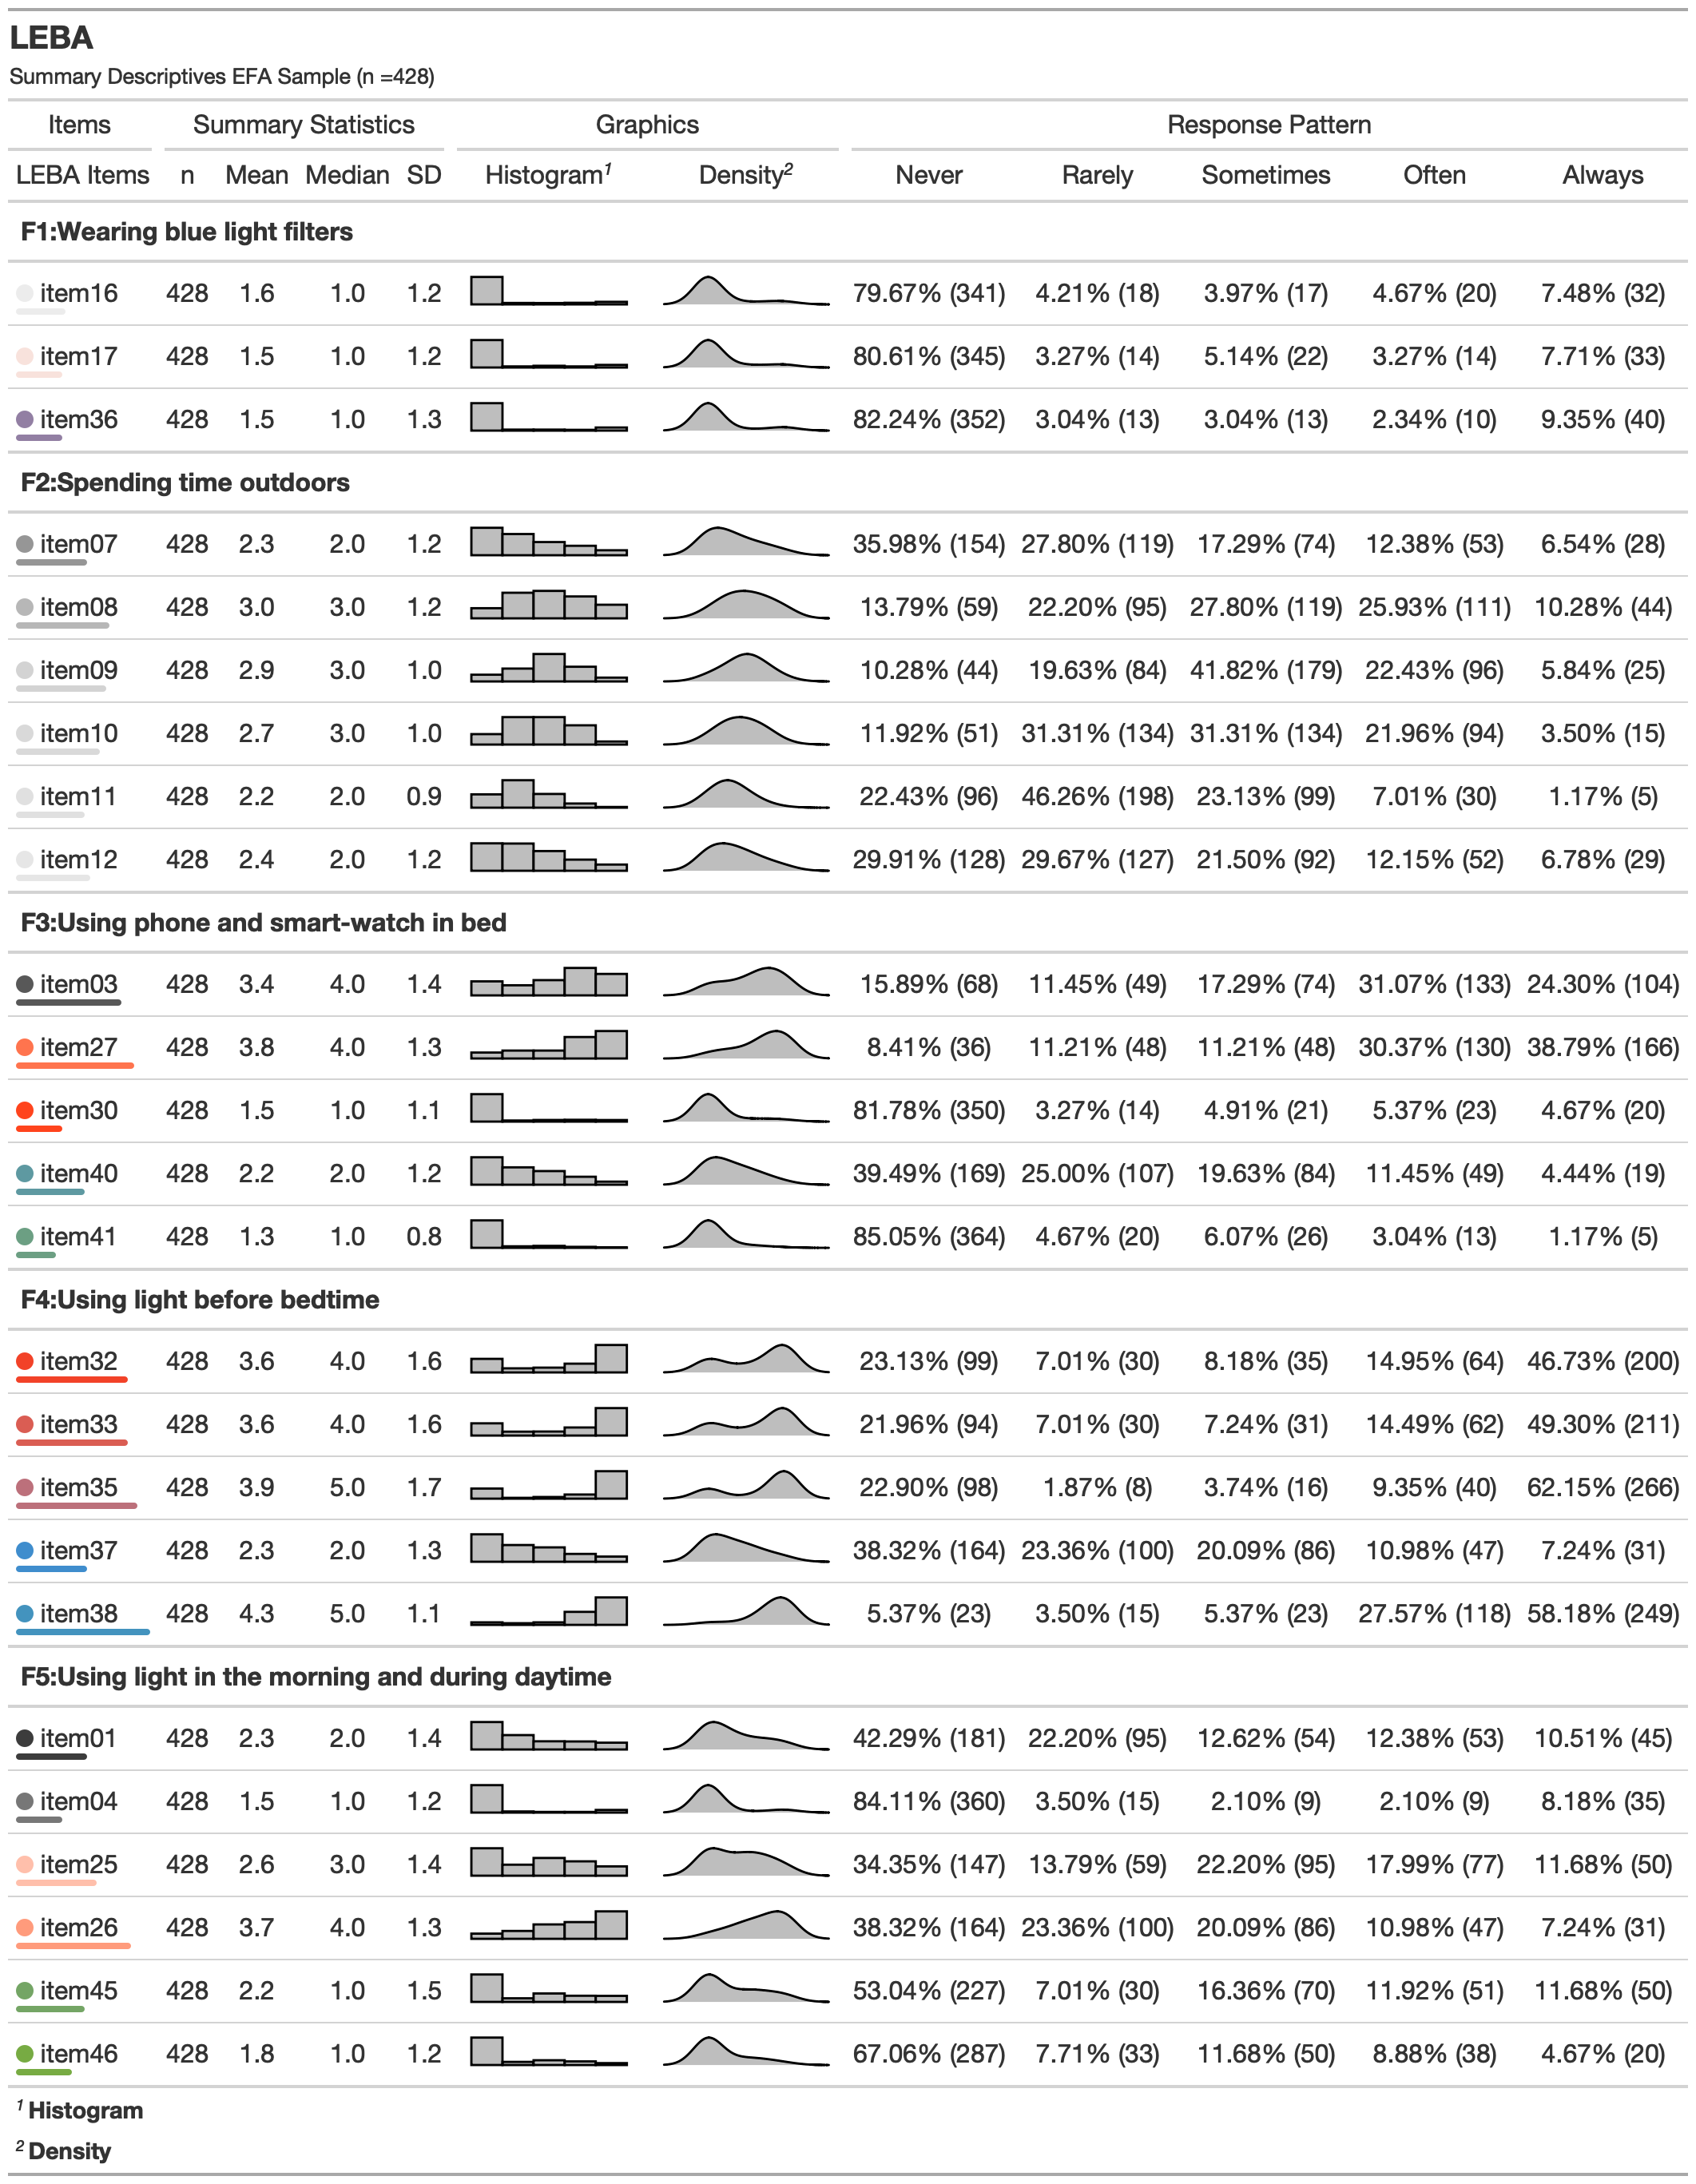 LEBA
Summary Descriptives EFA Sample (n =428)
Items Summary Statistics Graphics Response Pattern
LEBA Items n Mean Median SD Histogram1 Density2 Never Rarely Sometimes Often Always
F1:Wearing blue light filters
item16 428 1.6 1.0 1.2 79.67% (341) 4.21% (18) 3.97% (17) 4.67% (20) 7.48% (32)
item17 428 1.5 1.0 1.2 80.61% (345) 3.27% (14) 5.14% (22) 3.27% (14) 7.71% (33)
item36 428 1.5 1.0 1.3 82.24% (352) 3.04% (13) 3.04% (13) 2.34% (10) 9.35% (40)
F2:Spending time outdoors
item07 428 2.3 2.0 1.2 35.98% (154) 27.80% (119) 17.29% (74) 12.38% (53) 6.54% (28)
item08 428 3.0 3.0 1.2 13.79% (59) 22.20% (95) 27.80% (119) 25.93% (111) 10.28% (44)
item09 428 2.9 3.0 1.0 10.28% (44) 19.63% (84) 41.82% (179) 22.43% (96) 5.84% (25)
item10 428 2.7 3.0 1.0 11.92% (51) 31.31% (134) 31.31% (134) 21.96% (94) 3.50% (15)
item11 428 2.2 2.0 0.9 22.43% (96) 46.26% (198) 23.13% (99) 7.01% (30) 1.17% (5)
item12 428 2.4 2.0 1.2 29.91% (128) 29.67% (127) 21.50% (92) 12.15% (52) 6.78% (29)
F3:Using phone and smart-watch in bed
item03 428 3.4 4.0 1.4 15.89% (68) 11.45% (49) 17.29% (74) 31.07% (133) 24.30% (104)
item27 428 3.8 4.0 1.3 8.41% (36) 11.21% (48) 11.21% (48) 30.37% (130) 38.79% (166)
item30 428 1.5 1.0 1.1 81.78% (350) 3.27% (14) 4.91% (21) 5.37% (23) 4.67% (20)
item40 428 2.2 2.0 1.2 39.49% (169) 25.00% (107) 19.63% (84) 11.45% (49) 4.44% (19)
item41 428 1.3 1.0 0.8 85.05% (364) 4.67% (20) 6.07% (26) 3.04% (13) 1.17% (5)
F4:Using light before bedtime
item32 428 3.6 4.0 1.6 23.13% (99) 7.01% (30) 8.18% (35) 14.95% (64) 46.73% (200)
item33 428 3.6 4.0 1.6 21.96% (94) 7.01% (30) 7.24% (31) 14.49% (62) 49.30% (211)
item35 428 3.9 5.0 1.7 22.90% (98) 1.87% (8) 3.74% (16) 9.35% (40) 62.15% (266)
item37 428 2.3 2.0 1.3 38.32% (164) 23.36% (100) 20.09% (86) 10.98% (47) 7.24% (31)
item38 428 4.3 5.0 1.1 5.37% (23) 3.50% (15) 5.37% (23) 27.57% (118) 58.18% (249)
F5:Using light in the morning and during daytime
item01 428 2.3 2.0 1.4 42.29% (181) 22.20% (95) 12.62% (54) 12.38% (53) 10.51% (45)
item04 428 1.5 1.0 1.2 84.11% (360) 3.50% (15) 2.10% (9) 2.10% (9) 8.18% (35)
item25 428 2.6 3.0 1.4 34.35% (147) 13.79% (59) 22.20% (95) 17.99% (77) 11.68% (50)
item26 428 3.7 4.0 1.3 38.32% (164) 23.36% (100) 20.09% (86) 10.98% (47) 7.24% (31)
item45 428 2.2 1.0 1.5 53.04% (227) 7.01% (30) 16.36% (70) 11.92% (51) 11.68% (50)
item46 428 1.8 1.0 1.2 67.06% (287) 7.71% (33) 11.68% (50) 8.88% (38) 4.67% (20)
1 Histogram
2 Density